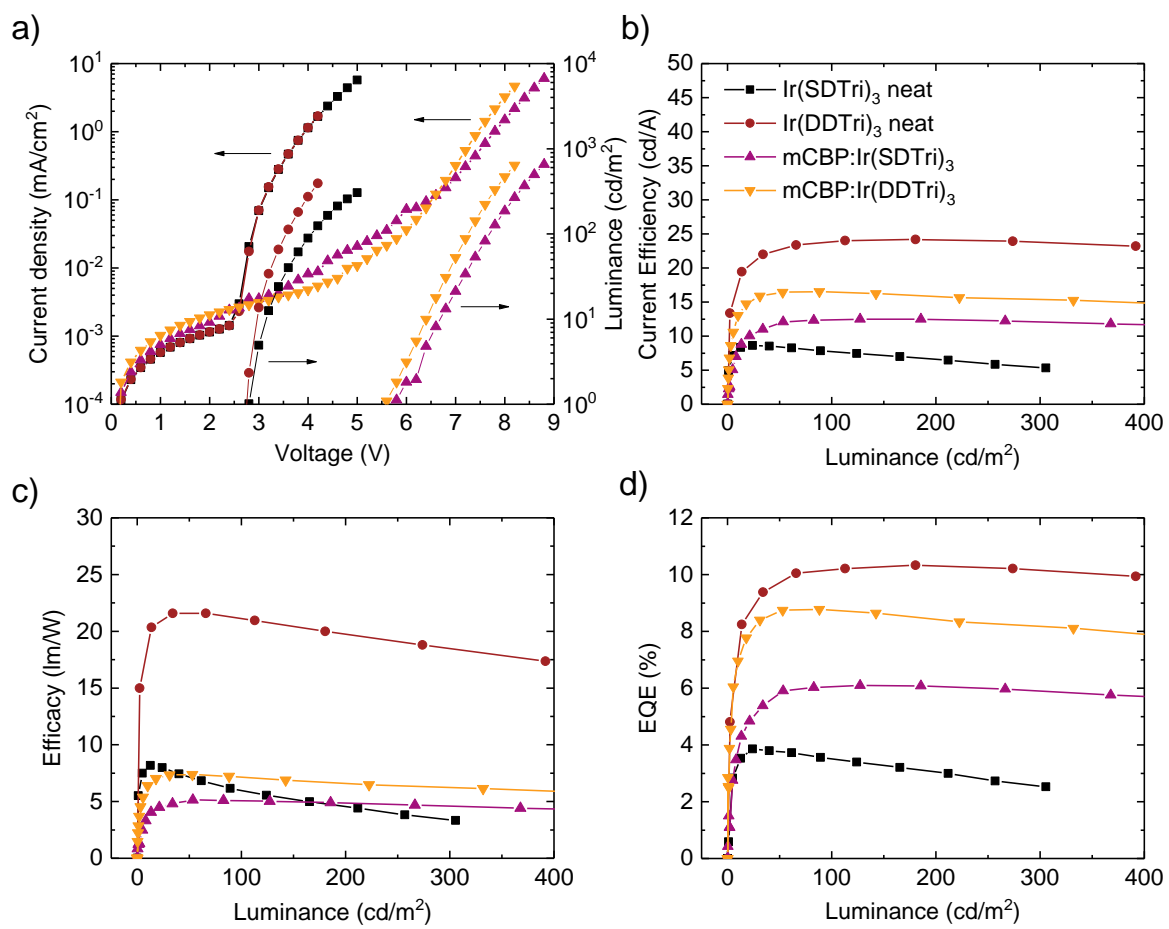 a)
10^1
10^0
10^-1
10^-2
10^-3
10^-4
Current density (mA/cm^2)
0 1 2 3 4 5 6 7 8 9
Voltage (V)
10^4
10^3
10^2
10^1
10^0
Luminance (cd/m^2)
b)
50
45
40
35
30
25
20
15
10
5
0
Current Efficiency (cd/A)
Ir(SDTri)_3 neat
Ir(DDTri)_3 neat
mCBP:Ir(SDTri)_3
mCBP:Ir(DDTri)_3
0 100 200 300 400
Luminance (cd/m^2)
c)
30
25
20
15
10
5
0
Efficacy (lm/W)
0 100 200 300 400
Luminance (cd/m^2)
d)
12
10
8
6
4
2
0
EQE (%)
0 100 200 300 400
Luminance (cd/m^2)